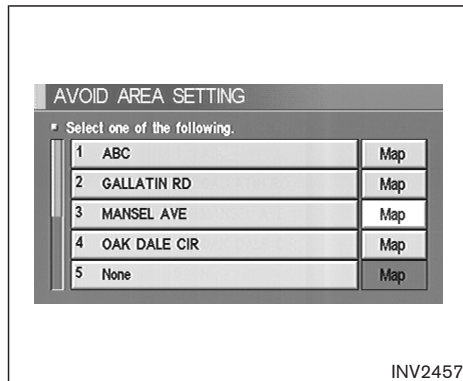 AVOID AREA SETTING
Select one of the following.
1 ABC Map
2 GALLATIN RD Map
3 MANSEL AVE Map
4 OAK DALE CIR Map
5 None Map
INV2457